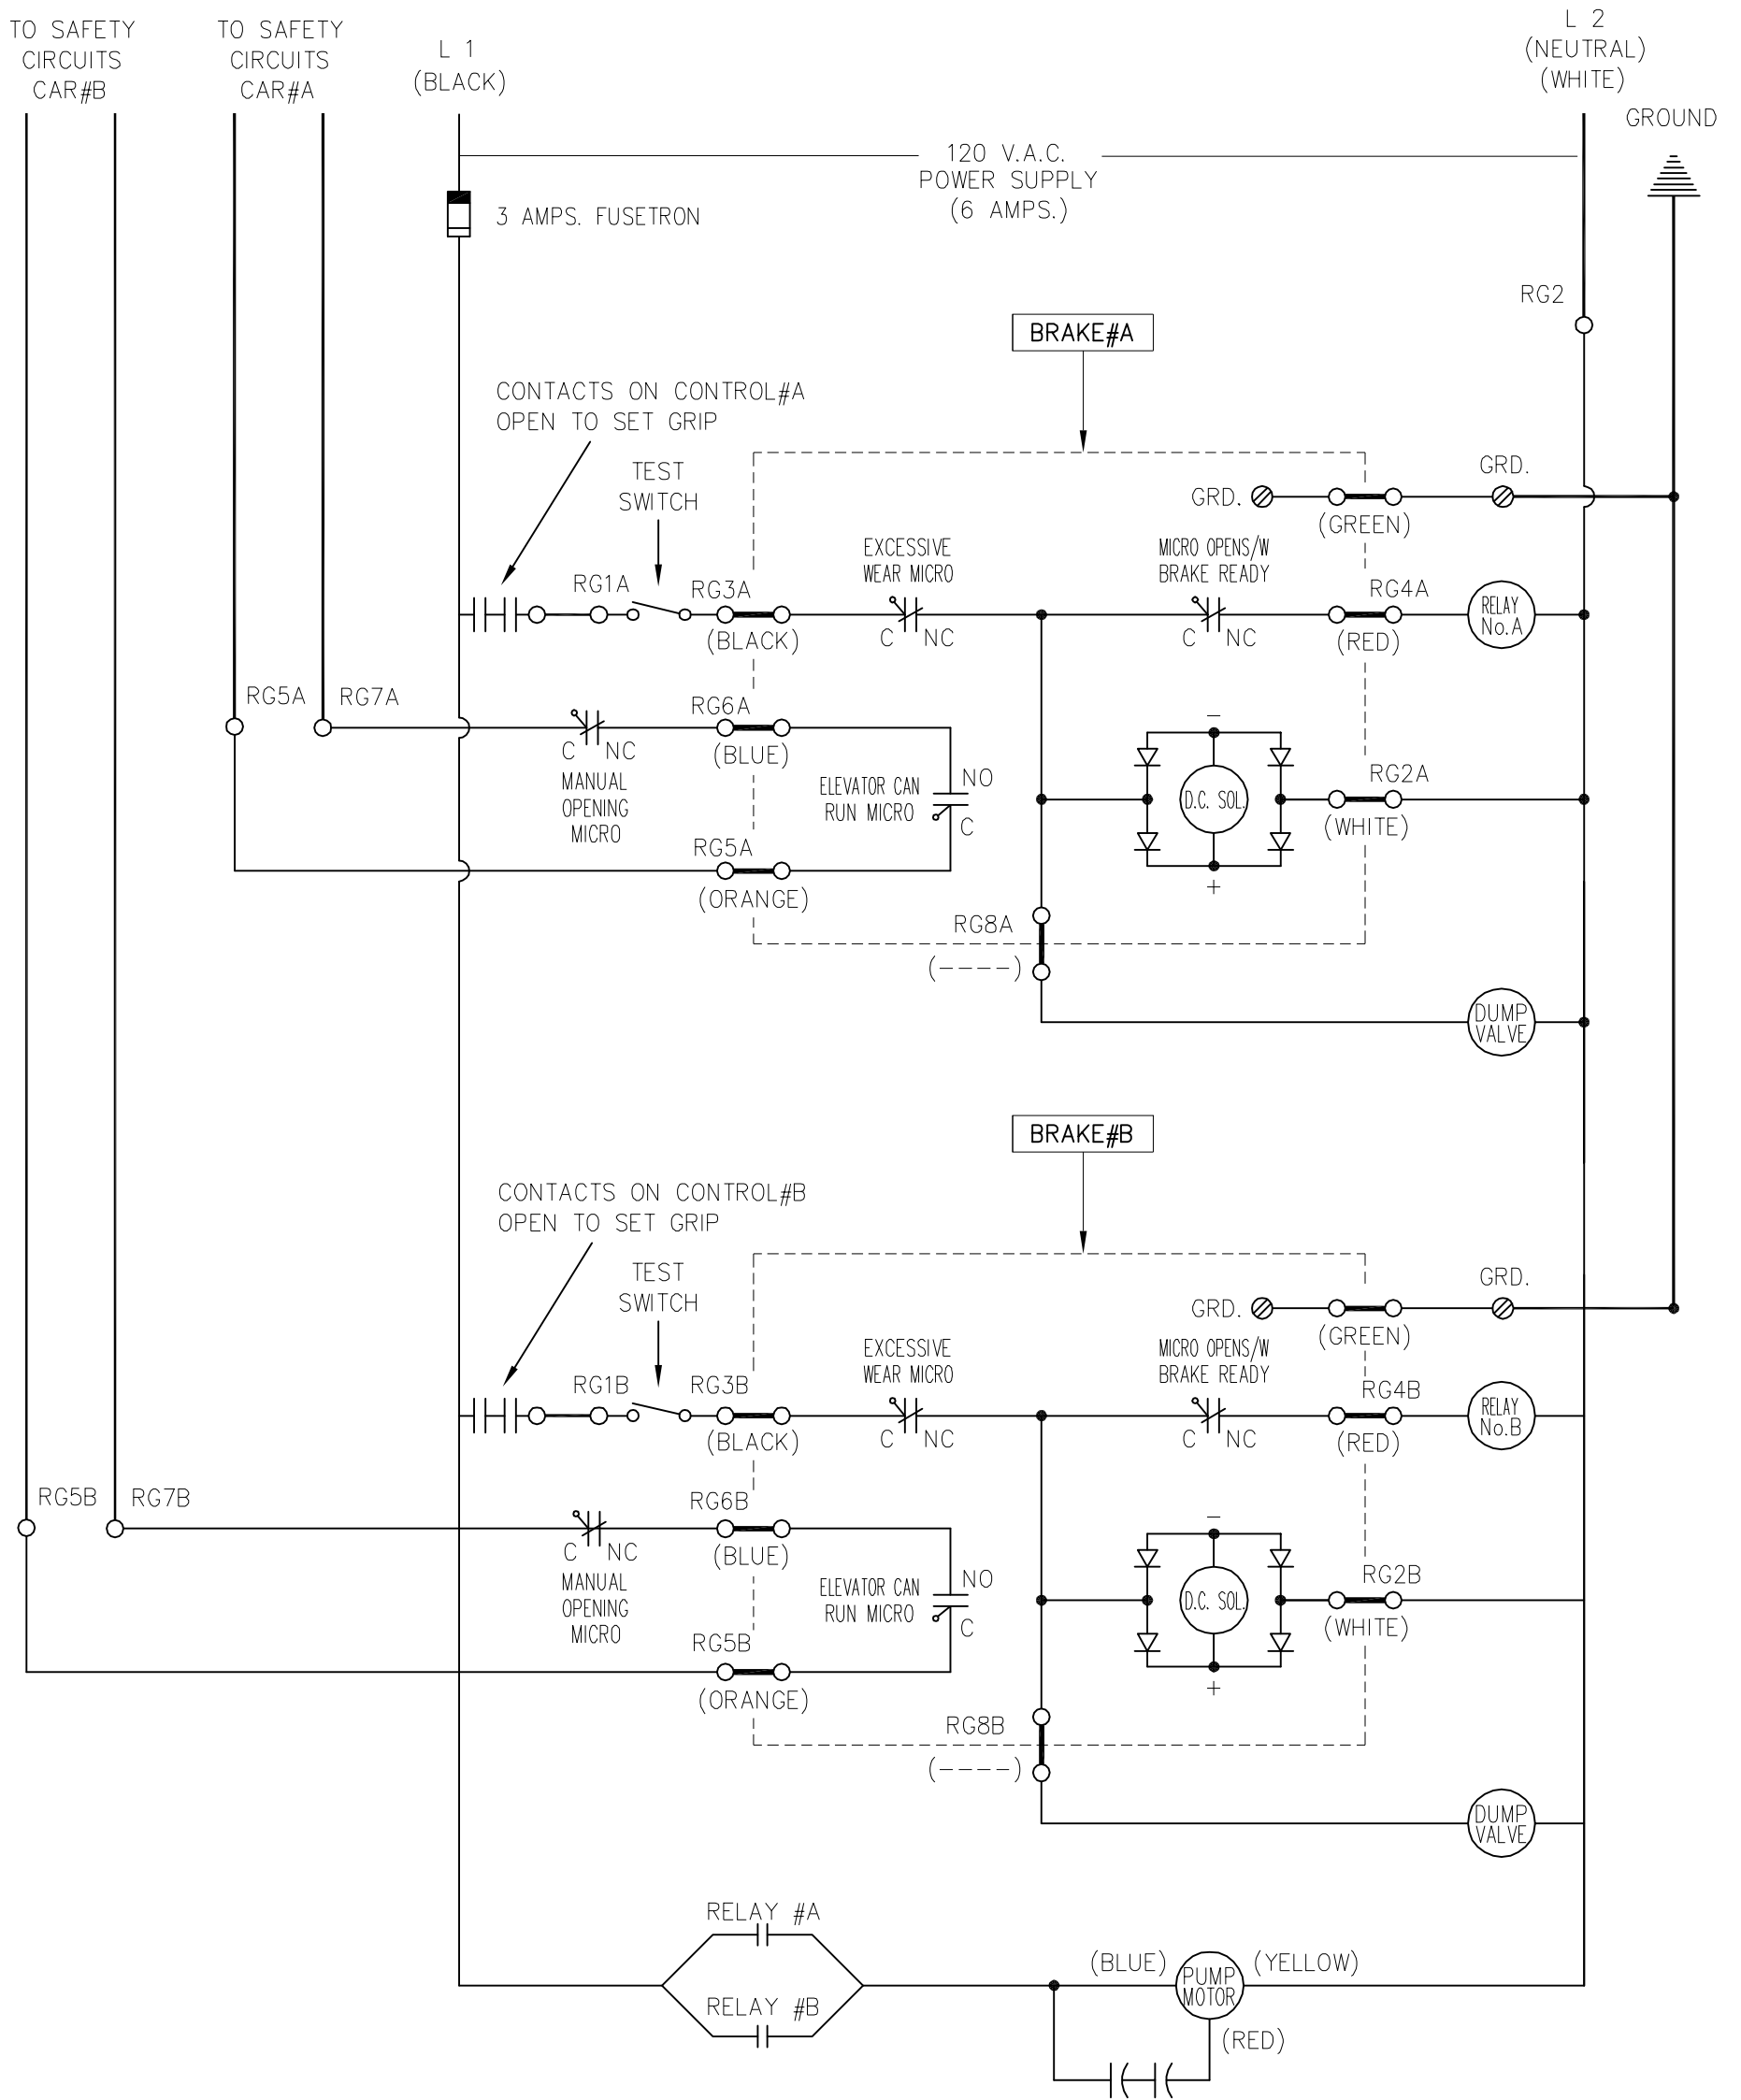 TO SAFETY
CIRCUITS
CAR#B
TO SAFETY
CIRCUITS
CAR#A
L 1
(BLACK)
L 2
(NEUTRAL)
(WHITE)
GROUND
120 V.A.C.
POWER SUPPLY
(6 AMPS.)
3 AMPS. FUSETRON
RG2
BRAKE#A
CONTACTS ON CONTROL#A
OPEN TO SET GRIP
TEST
SWITCH
GRD.
GRD.
(GREEN)
EXCESSIVE
WEAR MICRO
MICRO OPENS/W
BRAKE READY
RG1A
RG3A
RG4A
RELAY
No.A
(BLACK)
C
NC
C
NC
(RED)
RG5A
RG7A
RG6A
C
NC
(BLUE)
MANUAL
OPENING
MICRO
ELEVATOR CAN
RUN MICRO
NO
C
–
D.C. SOL.
+
RG2A
(WHITE)
RG5A
(ORANGE)
RG8A
(----)
DUMP
VALVE
BRAKE#B
CONTACTS ON CONTROL#B
OPEN TO SET GRIP
TEST
SWITCH
GRD.
GRD.
(GREEN)
EXCESSIVE
WEAR MICRO
MICRO OPENS/W
BRAKE READY
RG1B
RG3B
RG4B
RELAY
No.B
(BLACK)
C
NC
C
NC
(RED)
RG5B
RG7B
RG6B
C
NC
(BLUE)
MANUAL
OPENING
MICRO
ELEVATOR CAN
RUN MICRO
NO
C
–
D.C. SOL.
+
RG2B
(WHITE)
RG5B
(ORANGE)
RG8B
(----)
DUMP
VALVE
RELAY #A
RELAY #B
(BLUE)
PUMP
MOTOR
(YELLOW)
(RED)